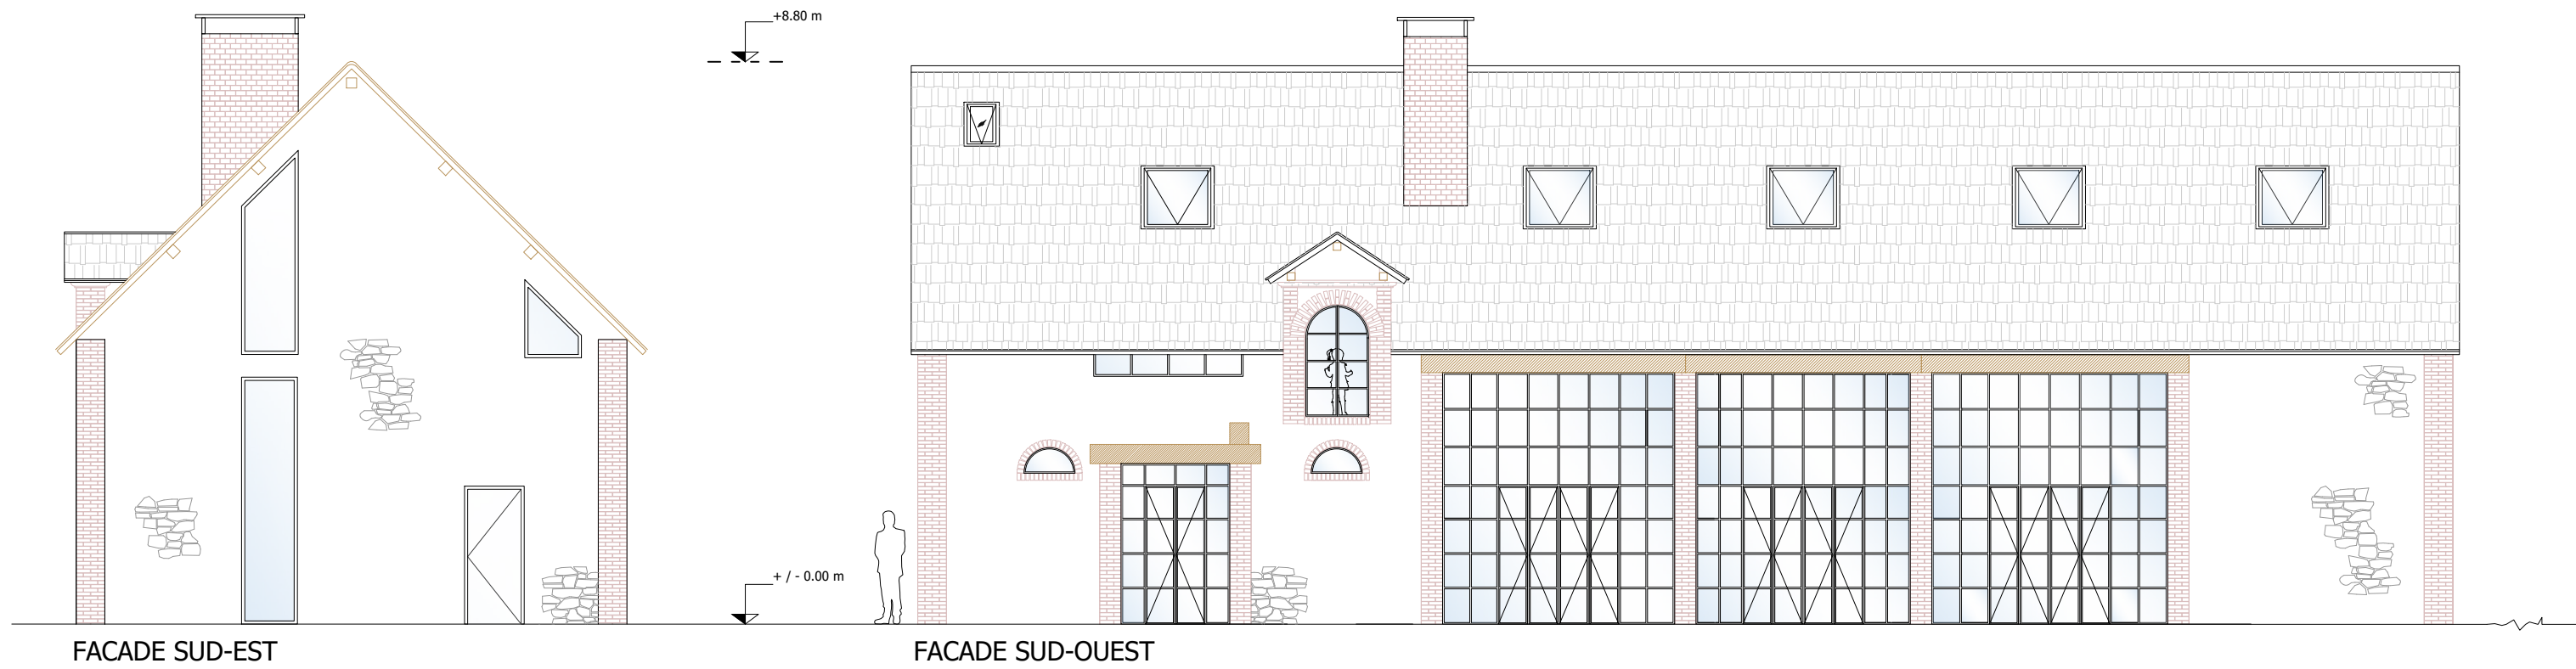 +8.80 m
+ / - 0.00 m
FACADE SUD-EST
FACADE SUD-OUEST